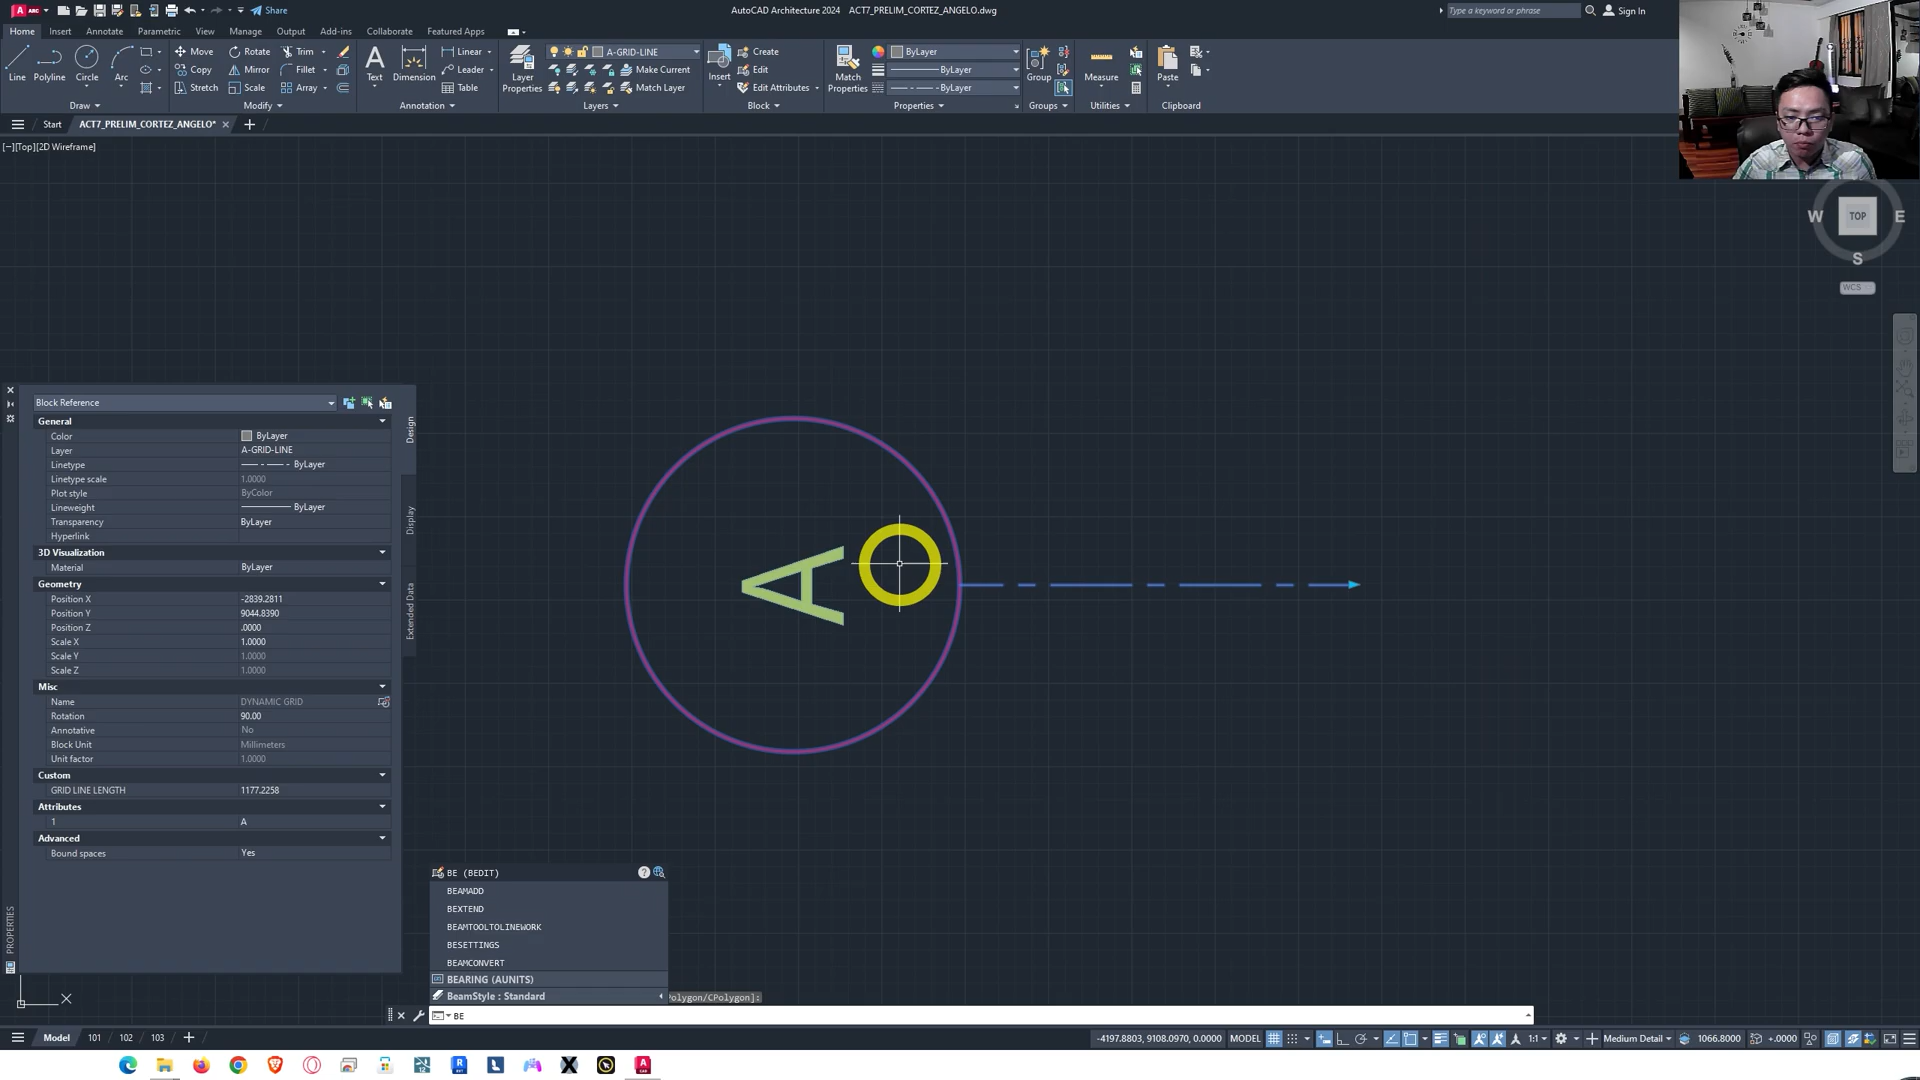 ARC
Share
AutoCAD Architecture 2024 ACT7_PRELIM_CORTEZ_ANGELO.dwg
Type a keyword or phrase
Sign In
Home Insert Annotate Parametric View Manage Output Add-ins Collaborate Featured Apps
Line Polyline Circle Arc
Move Rotate Trim
Copy Mirror Fillet
Stretch Scale Array
Text Dimension
Linear
Leader
Table
Layer Properties
A-GRID-LINE
Make Current
Match Layer
Insert
Create
Edit
Edit Attributes
Match Properties
ByLayer
ByLayer
ByLayer
Group Measure Paste
Draw Modify Annotation Layers Block Properties Groups Utilities Clipboard
Start ACT7_PRELIM_CORTEZ_ANGELO*
[−][Top][2D Wireframe]
W TOP E
S
WCS
A
Block Reference
General
Color ByLayer
Layer A-GRID-LINE
Linetype ByLayer
Linetype scale 1.0000
Plot style ByColor
Lineweight ByLayer
Transparency ByLayer
Hyperlink
3D Visualization
Material ByLayer
Geometry
Position X -2839.2811
Position Y 9044.8390
Position Z .0000
Scale X 1.0000
Scale Y 1.0000
Scale Z 1.0000
Misc
Name DYNAMIC GRID
Rotation 90.00
Annotative No
Block Unit Millimeters
Unit factor 1.0000
Custom
GRID LINE LENGTH 1177.2258
Attributes
1 A
Advanced
Bound spaces Yes
Design
Display
Extended Data
PROPERTIES
BE (BEDIT)
BEAMADD
BEXTEND
BEAMTOOLTOLINEWORK
BESETTINGS
BEAMCONVERT
BEARING (AUNITS)
BeamStyle : Standard
Polygon/CPolygon]:
BE
Model 101 102 103
-4197.8803, 9108.0970, 0.0000 MODEL 1:1 Medium Detail 1066.8000 +.0000